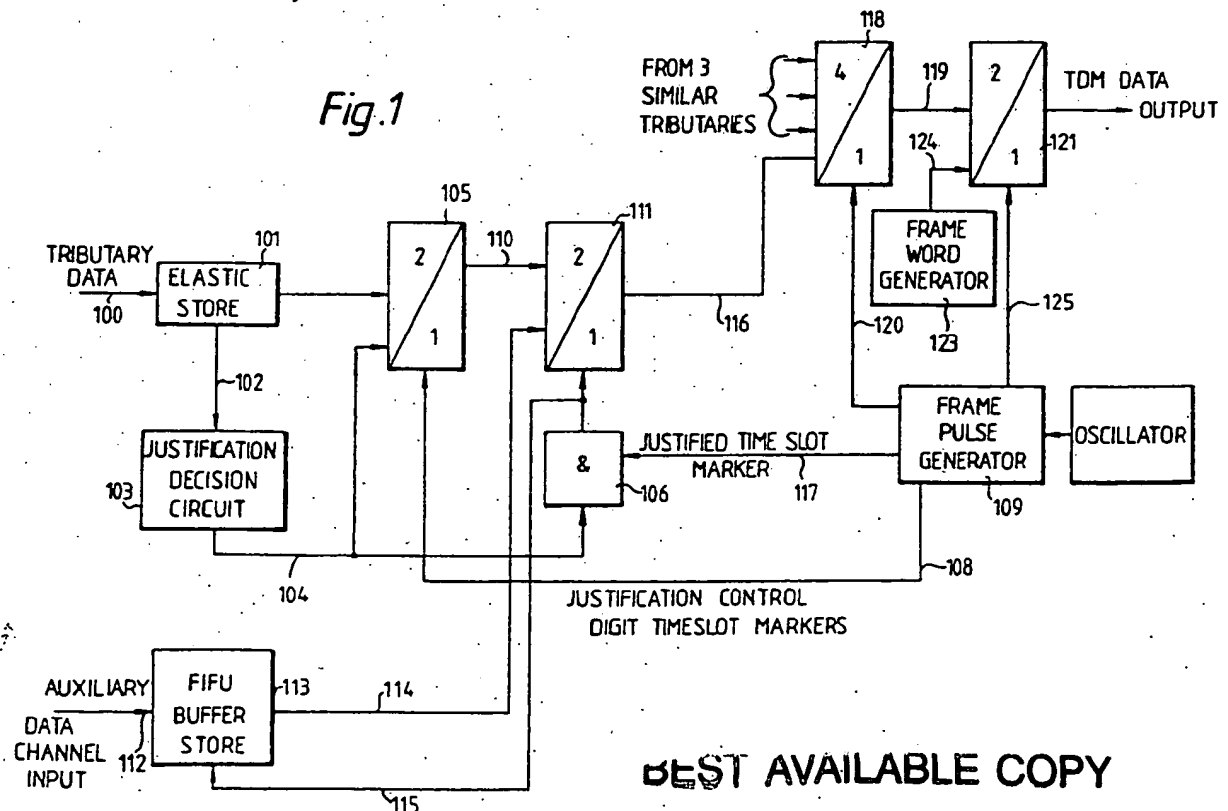 Fig.1
FROM 3
SIMILAR
TRIBUTARIES
118
4
1
119
2
1
121
TDM DATA
OUTPUT
124
FRAME
WORD
GENERATOR
123
120
125
TRIBUTARY
DATA
100
101
ELASTIC
STORE
105
2
1
110
111
2
1
116
102
JUSTIFICATION
DECISION
CIRCUIT
103
104
&
106
JUSTIFIED TIME SLOT
MARKER
117
FRAME
PULSE
GENERATOR
109
OSCILLATOR
108
JUSTIFICATION CONTROL
DIGIT TIMESLOT MARKERS
AUXILIARY
DATA
CHANNEL
INPUT
112
FIFU
BUFFER
STORE
113
114
115
BEST AVAILABLE COPY